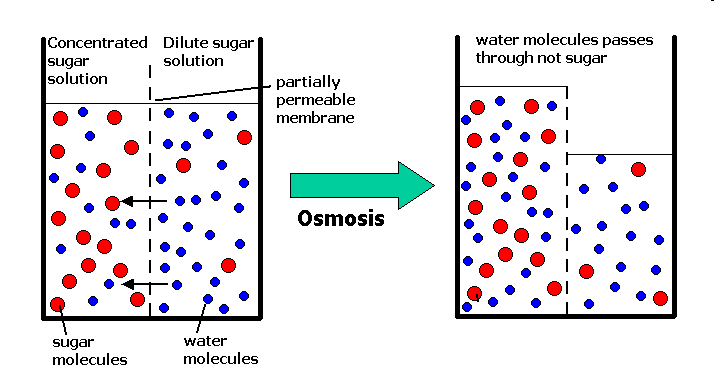 Concentrated
sugar
solution
Dilute sugar
solution
partially
permeable
membrane
water molecules passes
through not sugar
Osmosis
sugar
molecules
water
molecules